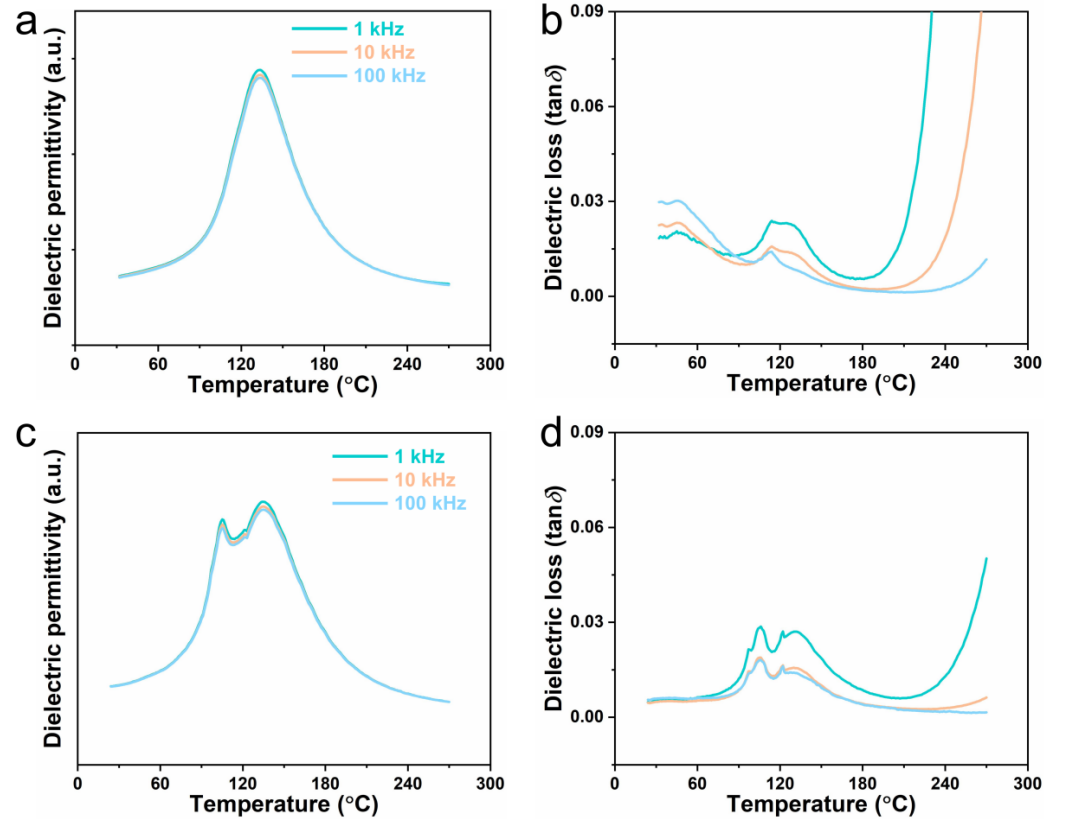 a
Dielectric permittivity (a.u.)
1 kHz
10 kHz
100 kHz
0 60 120 180 240 300
Temperature (°C)
b
Dielectric loss (tanδ)
0.09
0.06
0.03
0.00
0 60 120 180 240 300
Temperature (°C)
c
Dielectric permittivity (a.u.)
1 kHz
10 kHz
100 kHz
0 60 120 180 240 300
Temperature (°C)
d
Dielectric loss (tanδ)
0.09
0.06
0.03
0.00
0 60 120 180 240 300
Temperature (°C)